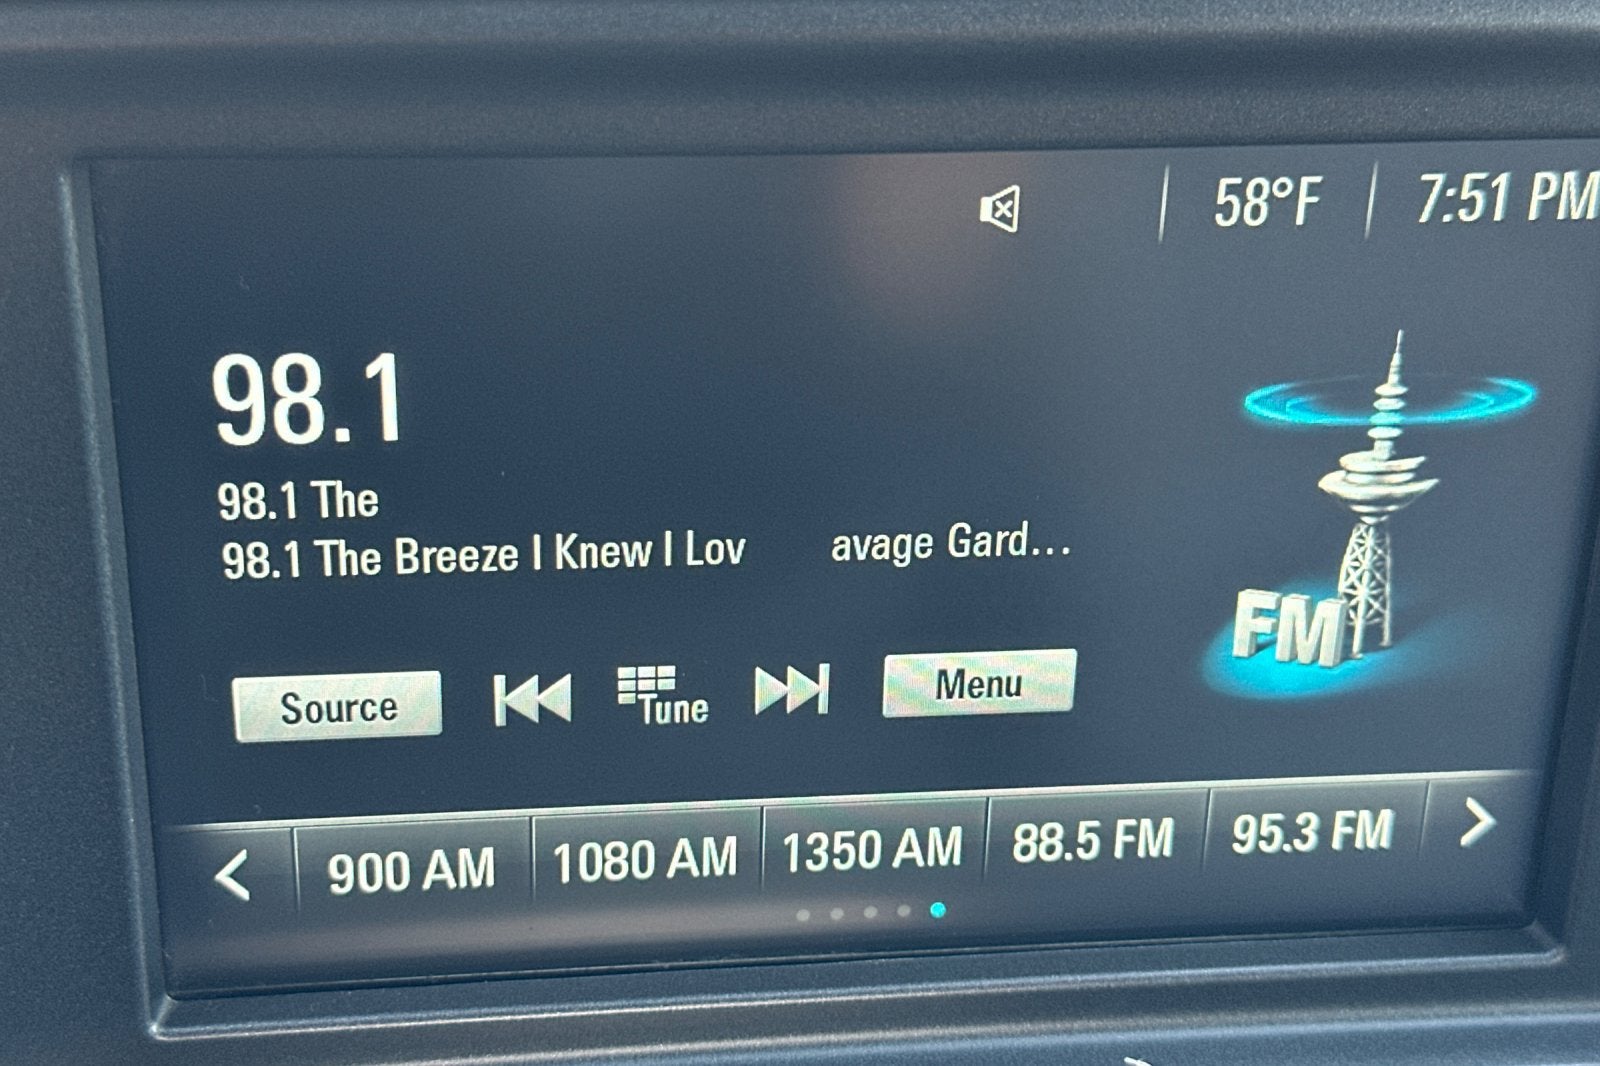 58°F 7:51 PM
98.1
98.1 The
98.1 The Breeze I Knew I Lov avage Gard...
FM
Source Tune Menu
900 AM 1080 AM 1350 AM 88.5 FM 95.3 FM